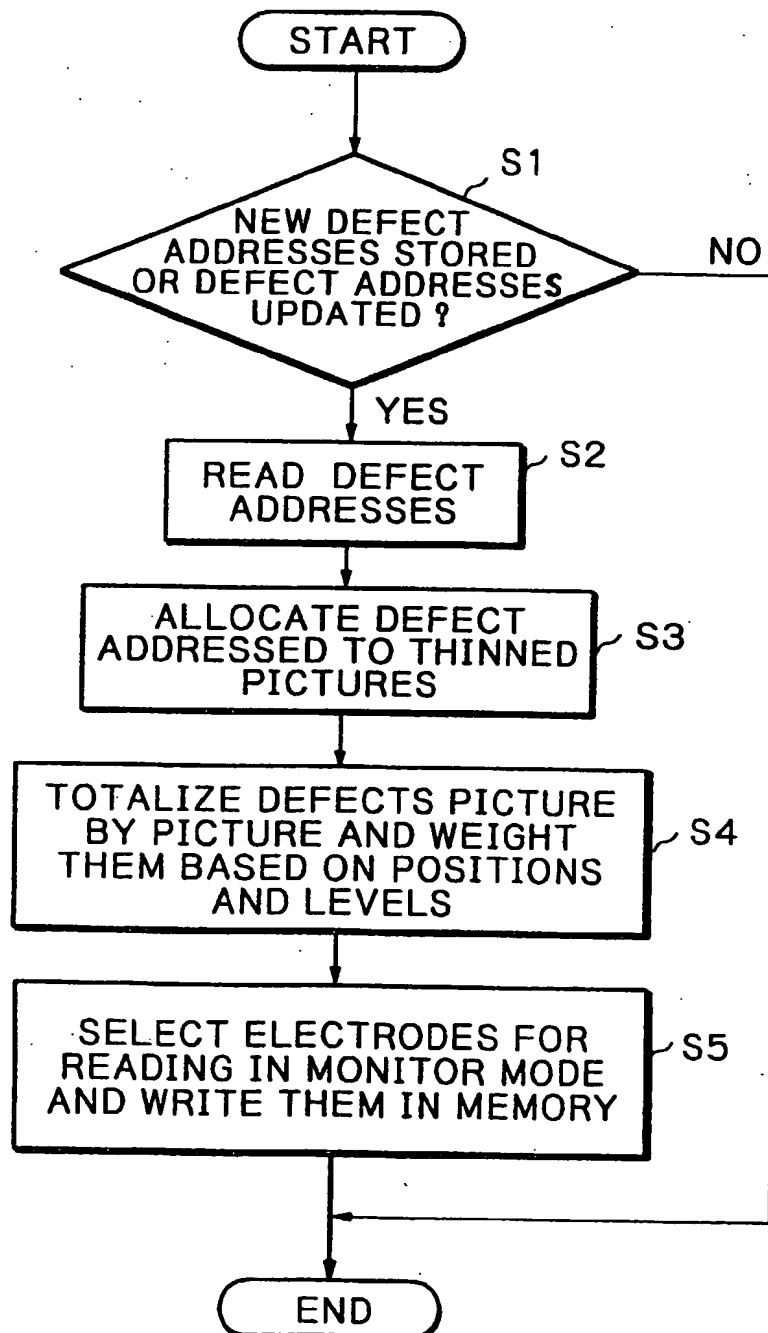 START
S1
NEW DEFECT
ADDRESSES STORED
OR DEFECT ADDRESSES
UPDATED ?
NO
YES
S2
READ DEFECT
ADDRESSES
ALLOCATE DEFECT
ADDRESSED TO THINNED
PICTURES
S3
TOTALIZE DEFECTS PICTURE
BY PICTURE AND WEIGHT
THEM BASED ON POSITIONS
AND LEVELS
S4
SELECT ELECTRODES FOR
READING IN MONITOR MODE
AND WRITE THEM IN MEMORY
S5
END